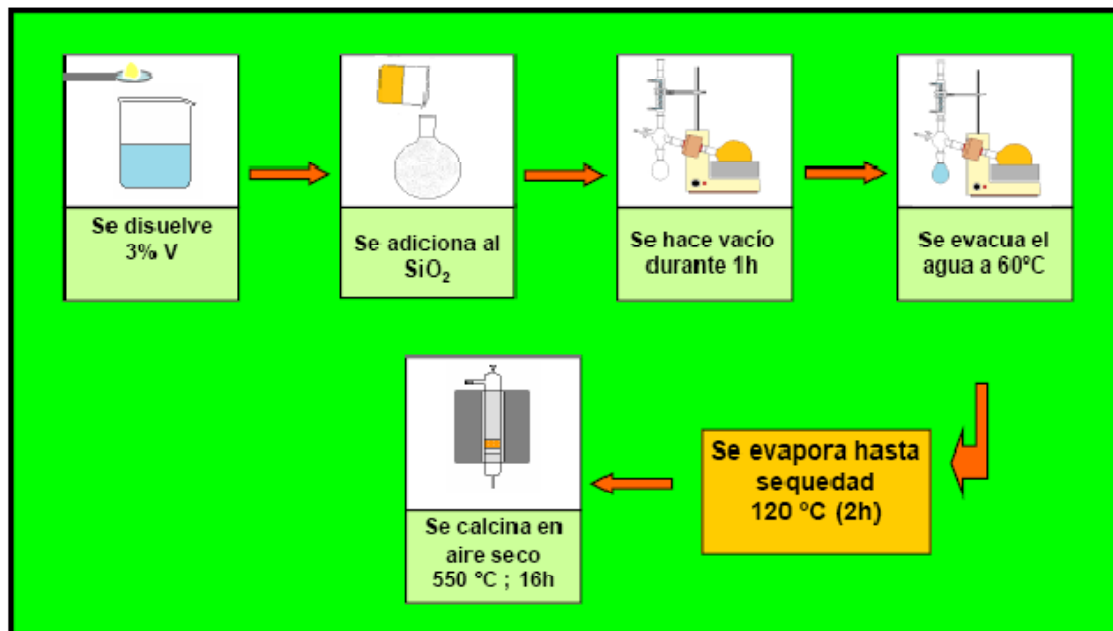 Se disuelve
3% V
Se adiciona al
SiO₂
Se hace vacío
durante 1h
Se evacua el
agua a 60ºC
Se evapora hasta
sequedad
120 ºC (2h)
Se calcina en
aire seco
550 °C ; 16h